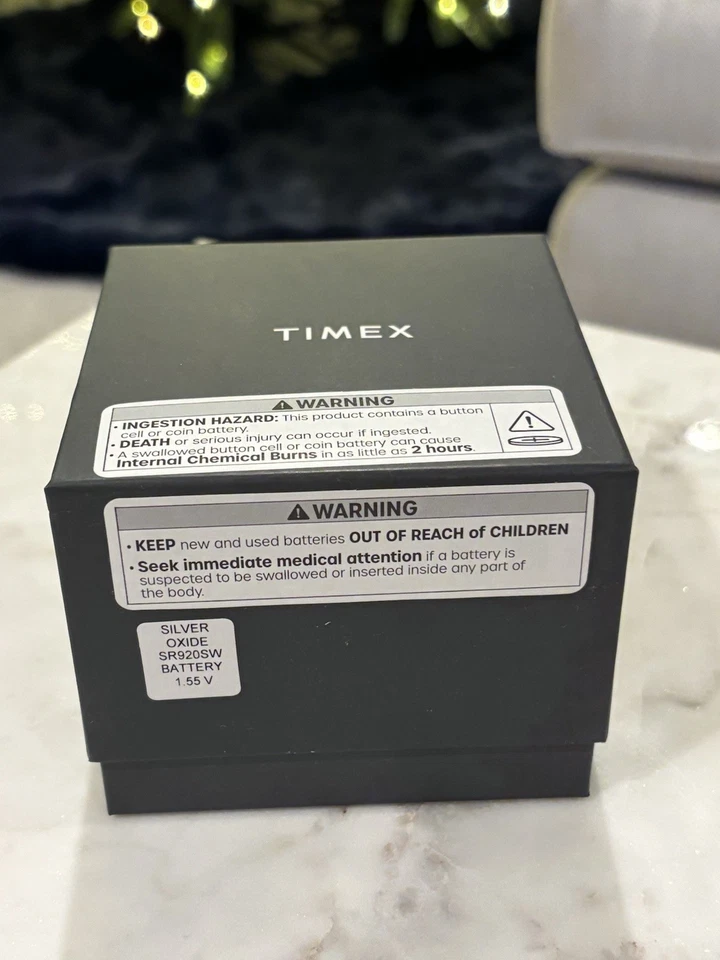 TIMEX
WARNING
· INGESTION HAZARD: This product contains a button
cell or coin battery.
· DEATH or serious injury can occur if ingested.
· A swallowed button cell or coin battery can cause
Internal Chemical Burns in as little as 2 hours.
WARNING
· KEEP new and used batteries OUT OF REACH of CHILDREN
· Seek immediate medical attention if a battery is
suspected to be swallowed or inserted inside any part of
the body.
SILVER
OXIDE
SR920SW
BATTERY
1.55 V